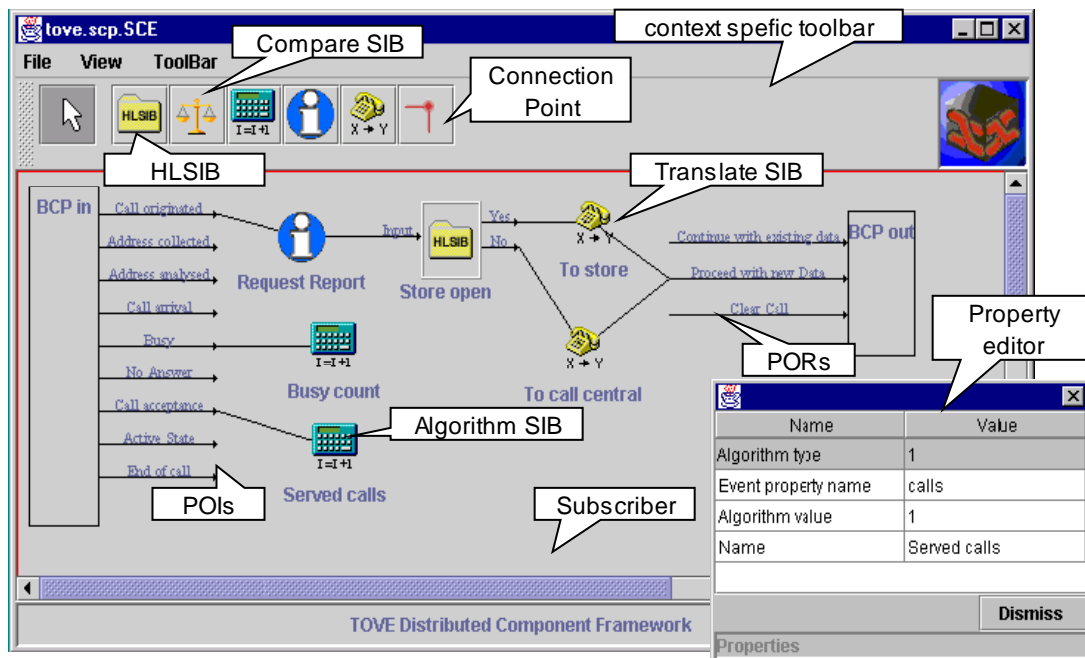 tove.scp.SCE
context spefic toolbar
Compare SIB
File View ToolBar
Connection
Point
HLSIB
I=I+1
X → Y
HLSIB
Translate SIB
BCP in
Call originated
Address collected
Address analysed
Call arrival
Busy
No Answer
Call acceptance
Active State
End of call
Request Report
Input
HLSIB
Store open
Yes
No
X → Y
To store
X → Y
To call central
Continue with existing data
Proceed with new Data
Clear Call
BCP out
PORs
I=I+1
Busy count
Algorithm SIB
I=I+1
Served calls
POIs
Subscriber
Property
editor
Name Value
Algorithm type 1
Event property name calls
Algorithm value 1
Name Served calls
Dismiss
Properties
TOVE Distributed Component Framework